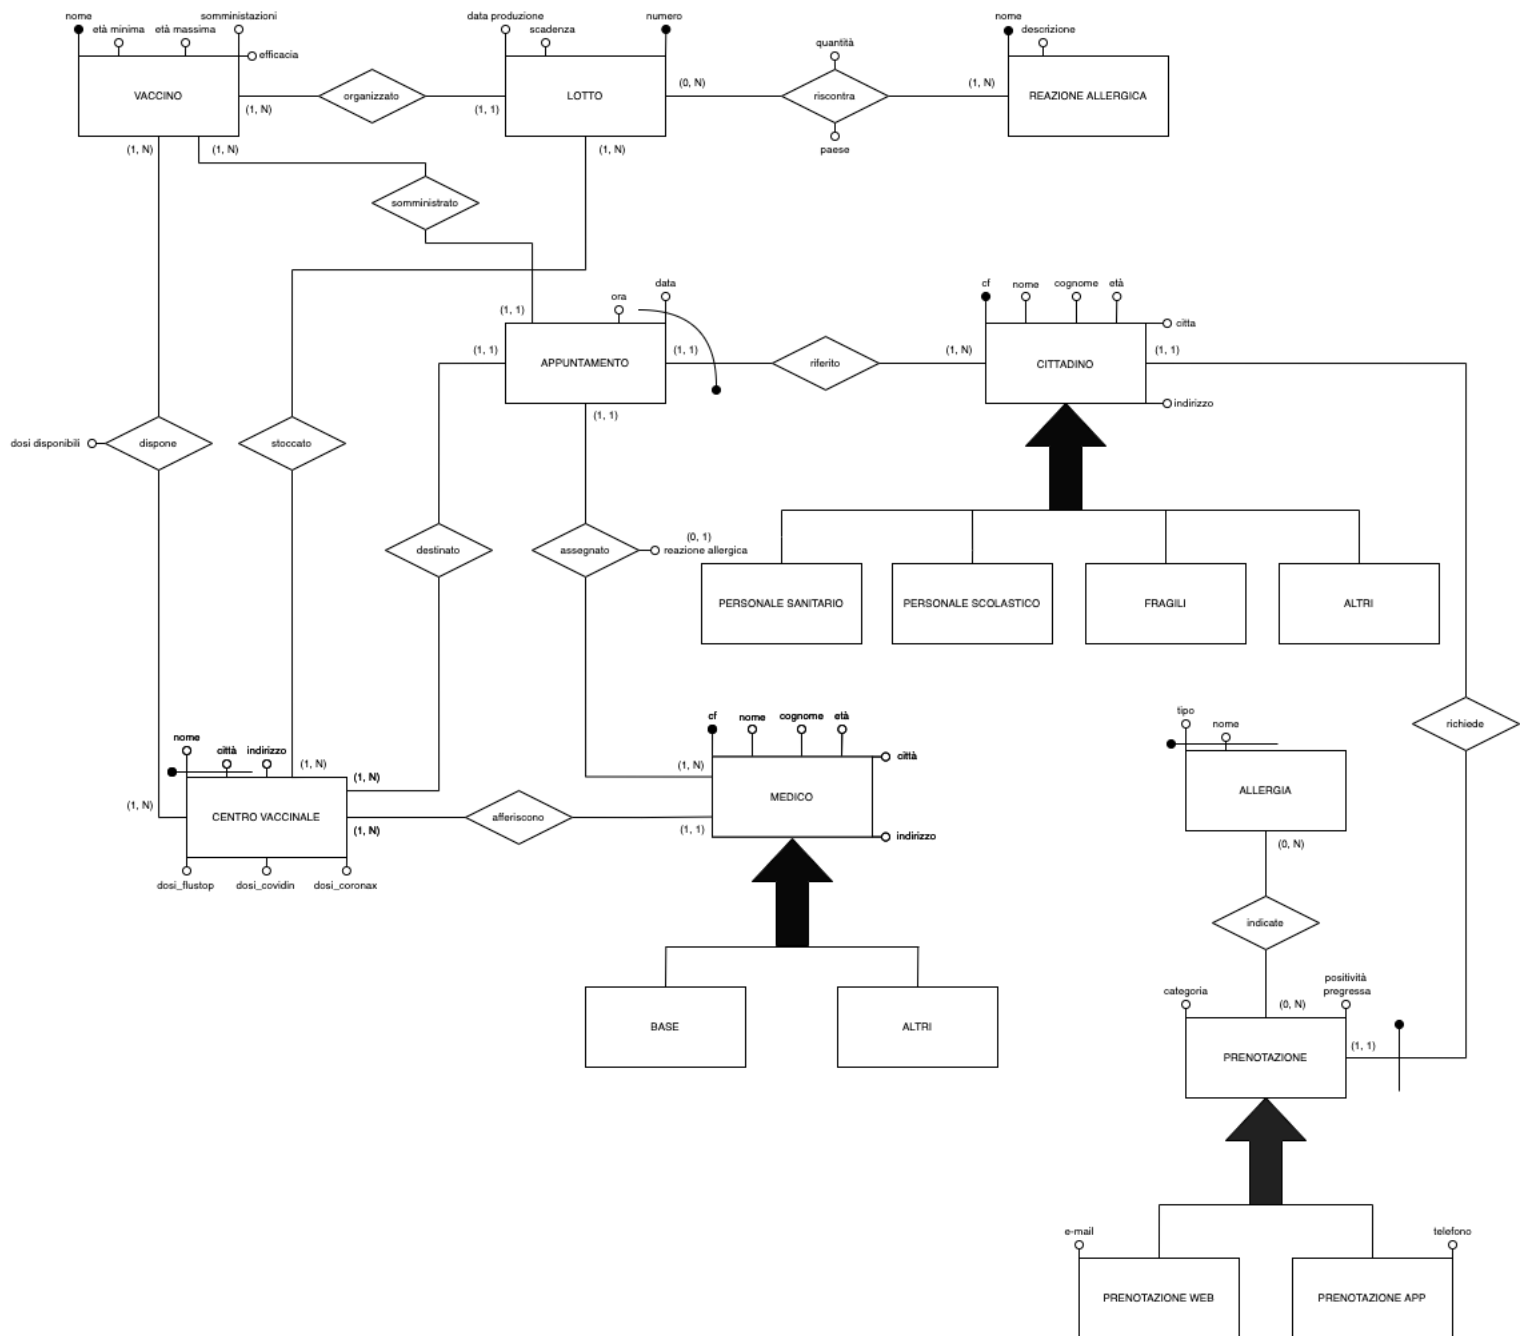 nome
età minima
età massima
somministazioni
efficacia
VACCINO
(1, N)
organizzato
(1, 1)
data produzione
scadenza
numero
LOTTO
(0, N)
quantità
riscontra
paese
(1, N)
nome
descrizione
REAZIONE ALLERGICA
(1, N)
(1, N)
(1, N)
somministrato
(1, 1)
ora
data
(1, 1)
APPUNTAMENTO
(1, 1)
(1, 1)
riferito
(1, N)
cf
nome
cognome
età
citta
CITTADINO
(1, 1)
indirizzo
dosi disponibili
dispone
stoccato
destinato
assegnato
(0, 1)
reazione allergica
PERSONALE SANITARIO
PERSONALE SCOLASTICO
FRAGILI
ALTRI
richiede
nome
città
indirizzo
(1, N)
(1, N)
(1, N)
CENTRO VACCINALE
(1, N)
dosi_flustop
dosi_covidin
dosi_coronax
afferiscono
cf
nome
cognome
età
città
(1, N)
MEDICO
(1, 1)
indirizzo
tipo
nome
ALLERGIA
(0, N)
indicate
BASE
ALTRI
categoria
(0, N)
positività
pregressa
PRENOTAZIONE
(1, 1)
e-mail
telefono
PRENOTAZIONE WEB
PRENOTAZIONE APP